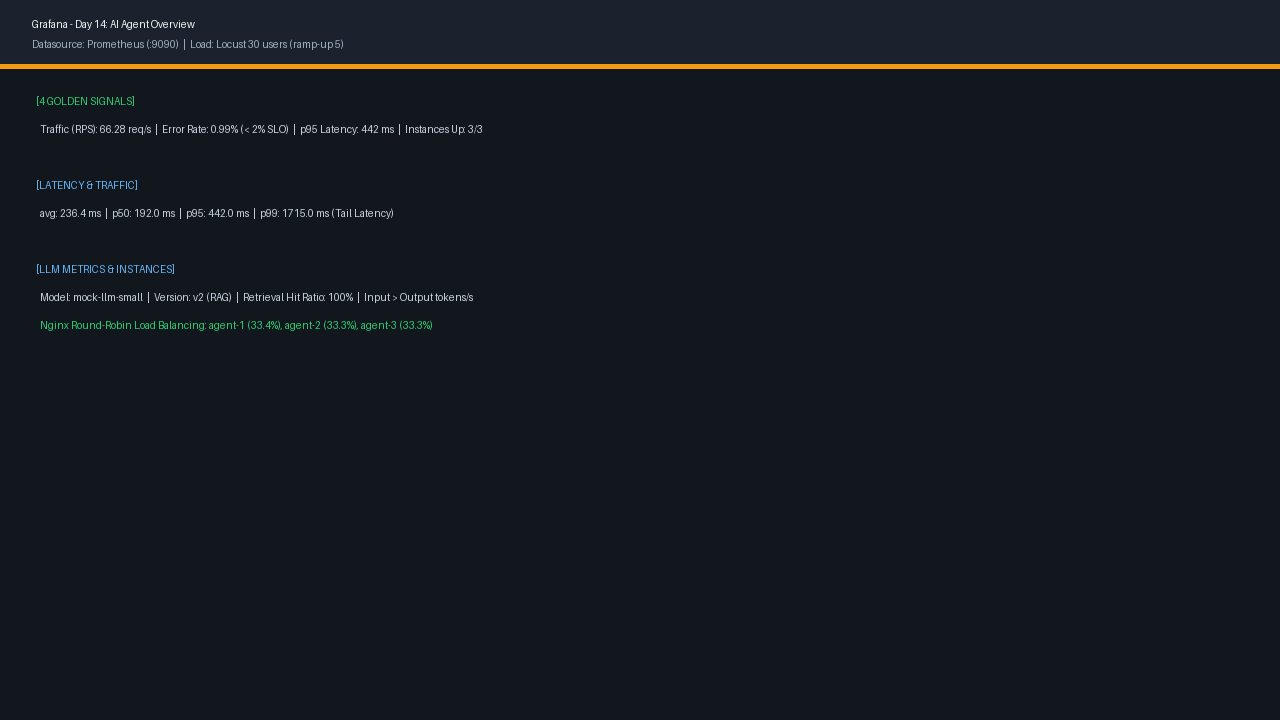 Grafana - Day 14: AI Agent Overview
Datasource: Prometheus (:9090) | Load: Locust 30 users (ramp-up 5)
[4 GOLDEN SIGNALS]
Traffic (RPS): 66.28 req/s | Error Rate: 0.99% (< 2% SLO) | p95 Latency: 442 ms | Instances Up: 3/3
[LATENCY & TRAFFIC]
avg: 236.4 ms | p50: 192.0 ms | p95: 442.0 ms | p99: 1715.0 ms (Tail Latency)
[LLM METRICS & INSTANCES]
Model: mock-llm-small | Version: v2 (RAG) | Retrieval Hit Ratio: 100% | Input > Output tokens/s
Nginx Round-Robin Load Balancing: agent-1 (33.4%), agent-2 (33.3%), agent-3 (33.3%)